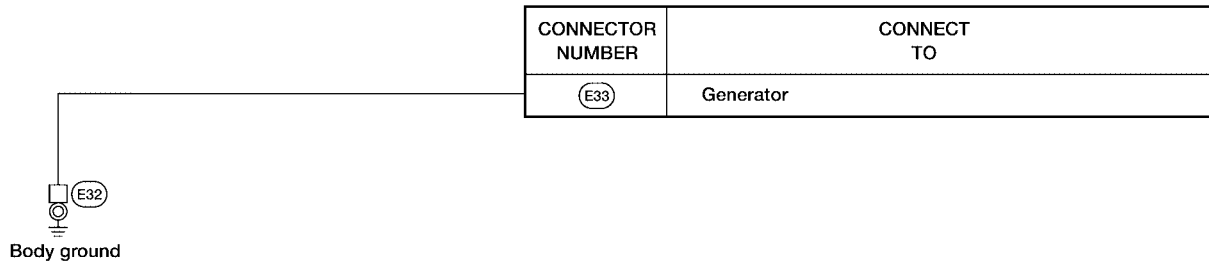 CONNECTOR
NUMBER
CONNECT
TO
E33
Generator
E32
Body ground